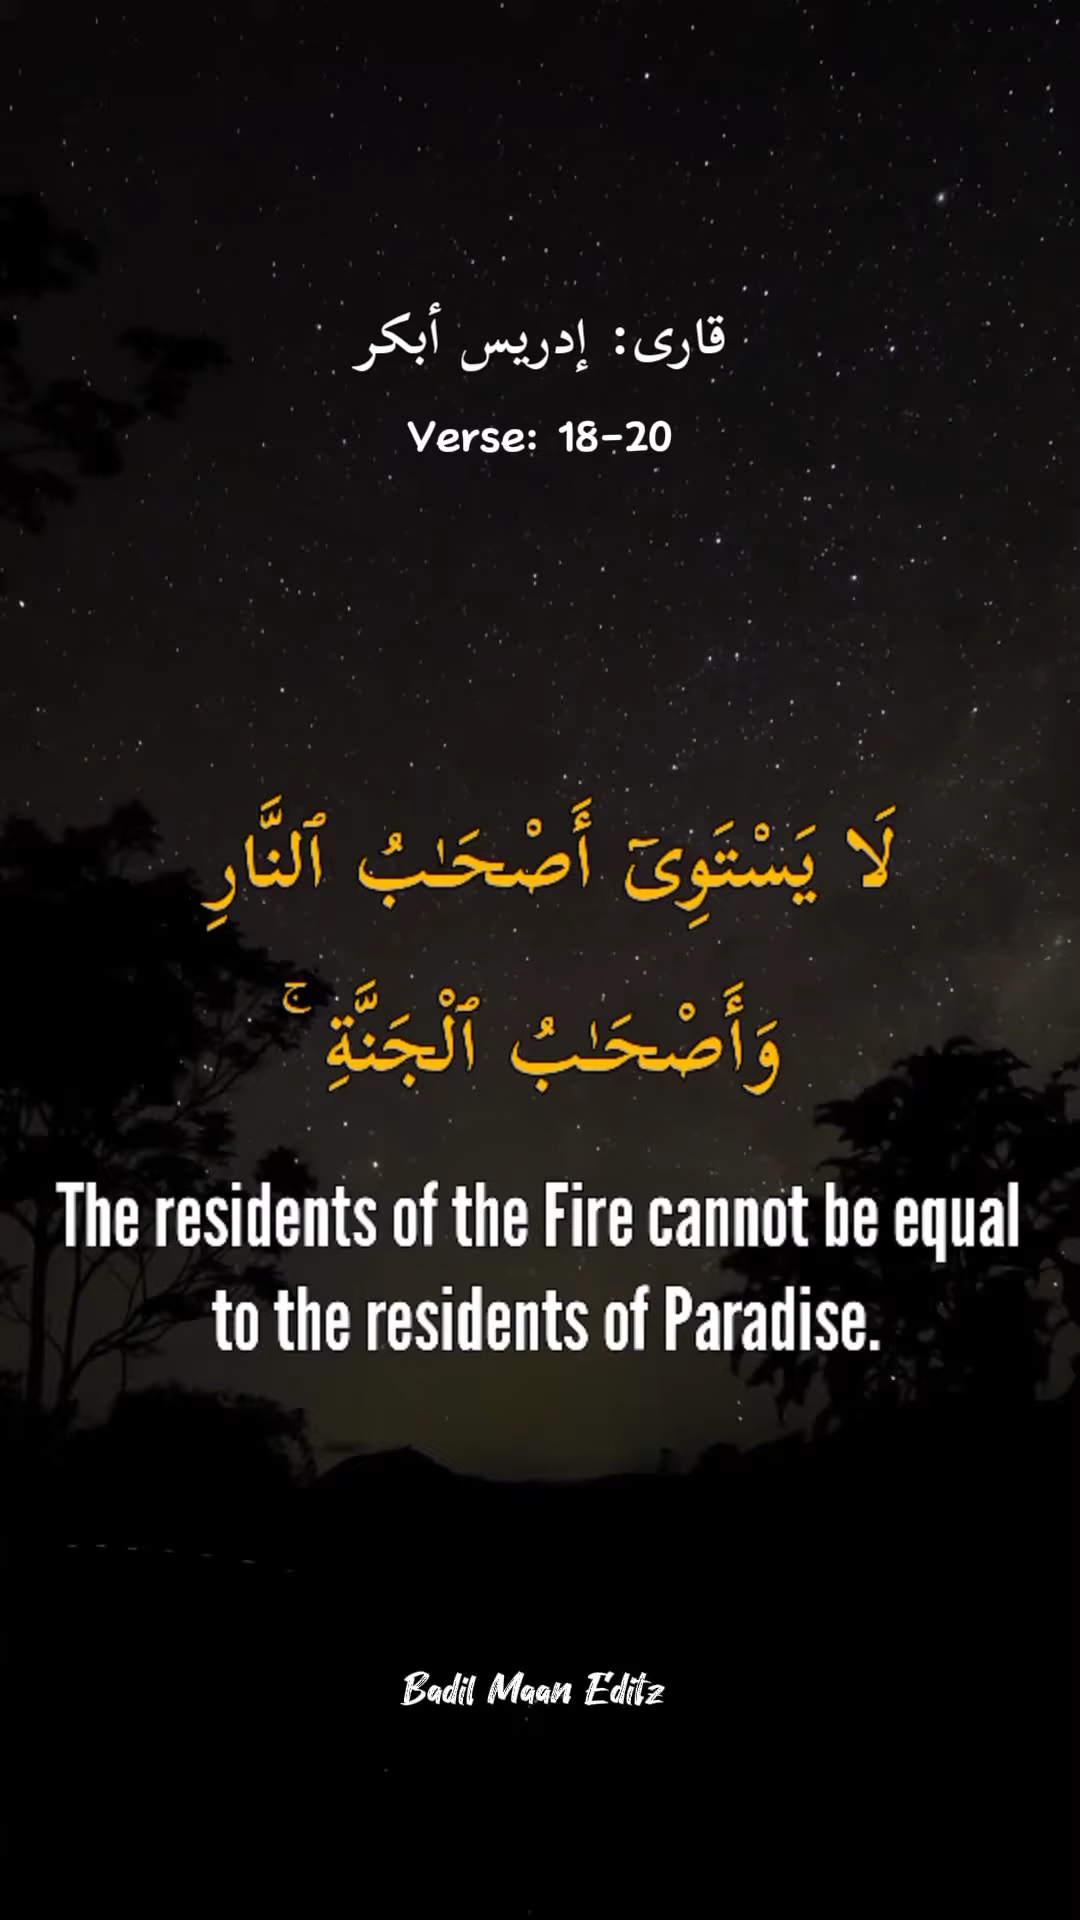 قارى: إدريس أبكر
Verse: 18-20
لَا يَسْتَوِىٓ أَصْحَـٰبُ ٱلنَّارِ
وَأَصْحَـٰبُ ٱلْجَنَّةِ ۚ
The residents of the Fire cannot be equal
to the residents of Paradise.
Badil Maan Editz